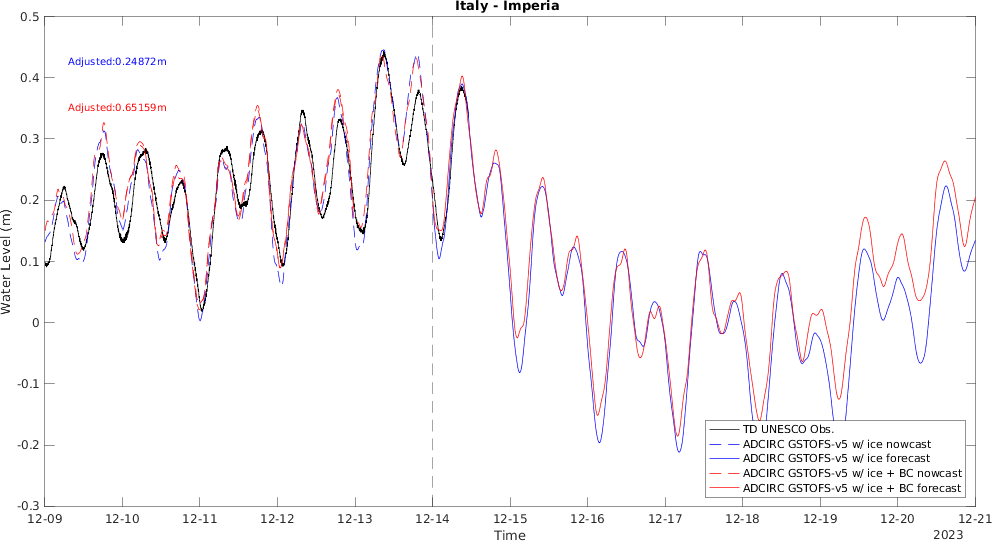 Italy - Imperia
Adjusted:0.24872m
Adjusted:0.65159m
Water Level (m)
0.5
0.4
0.3
0.2
0.1
0
-0.1
-0.2
-0.3
TD UNESCO Obs.
ADCIRC GSTOFS-v5 w/ ice nowcast
ADCIRC GSTOFS-v5 w/ ice forecast
ADCIRC GSTOFS-v5 w/ ice + BC nowcast
ADCIRC GSTOFS-v5 w/ ice + BC forecast
12-09 12-10 12-11 12-12 12-13 12-14 12-15 12-16 12-17 12-18 12-19 12-20 12-21
Time
2023